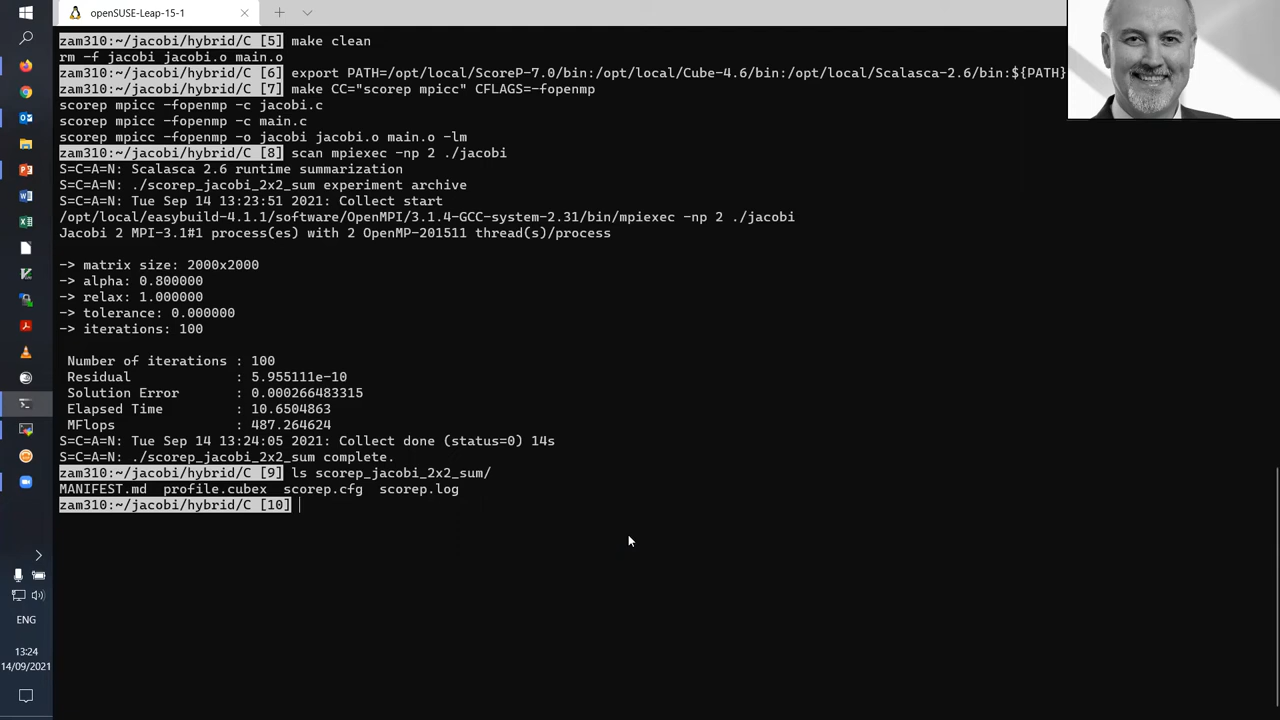 openSUSE-Leap-15-1
zam310:~/jacobi/hybrid/C [5] make clean
rm -f jacobi jacobi.o main.o
zam310:~/jacobi/hybrid/C [6] export PATH=/opt/local/ScoreP-7.0/bin:/opt/local/Cube-4.6/bin:/opt/local/Scalasca-2.6/bin:${PATH}
zam310:~/jacobi/hybrid/C [7] make CC="scorep mpicc" CFLAGS=-fopenmp
scorep mpicc -fopenmp -c jacobi.c
scorep mpicc -fopenmp -c main.c
scorep mpicc -fopenmp -o jacobi jacobi.o main.o -lm
zam310:~/jacobi/hybrid/C [8] scan mpiexec -np 2 ./jacobi
S=C=A=N: Scalasca 2.6 runtime summarization
S=C=A=N: ./scorep_jacobi_2x2_sum experiment archive
S=C=A=N: Tue Sep 14 13:23:51 2021: Collect start
/opt/local/easybuild-4.1.1/software/OpenMPI/3.1.4-GCC-system-2.31/bin/mpiexec -np 2 ./jacobi
Jacobi 2 MPI-3.1#1 process(es) with 2 OpenMP-201511 thread(s)/process
-> matrix size: 2000x2000
-> alpha: 0.800000
-> relax: 1.000000
-> tolerance: 0.000000
-> iterations: 100
Number of iterations : 100
Residual : 5.955111e-10
Solution Error : 0.000266483315
Elapsed Time : 10.6504863
MFlops : 487.264624
S=C=A=N: Tue Sep 14 13:24:05 2021: Collect done (status=0) 14s
S=C=A=N: ./scorep_jacobi_2x2_sum complete.
zam310:~/jacobi/hybrid/C [9] ls scorep_jacobi_2x2_sum/
MANIFEST.md profile.cubex scorep.cfg scorep.log
zam310:~/jacobi/hybrid/C [10]
ENG
13:24
14/09/2021